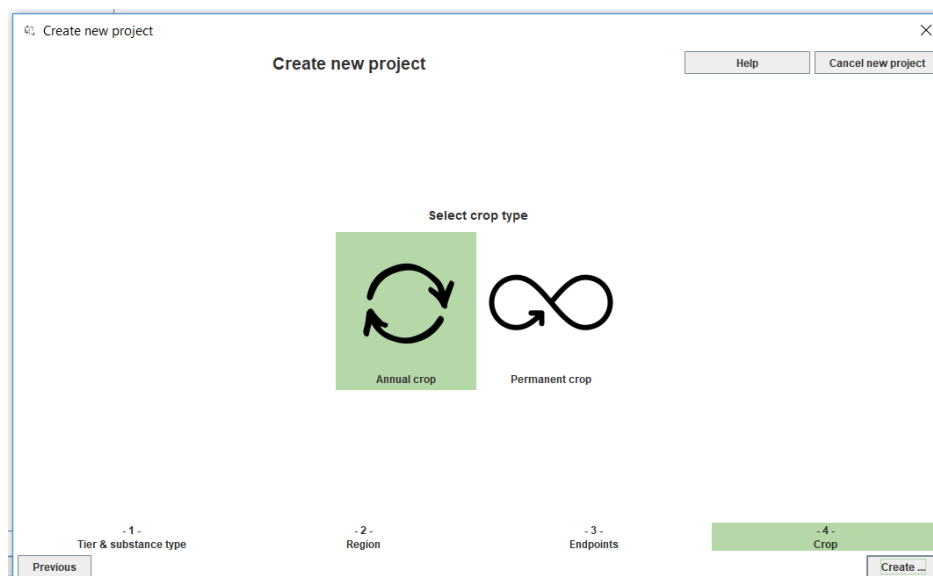 Create new project
Create new project
Help
Cancel new project
Select crop type
Annual crop
Permanent crop
- 1 -
Tier & substance type
- 2 -
Region
- 3 -
Endpoints
- 4 -
Crop
Previous
Create ...